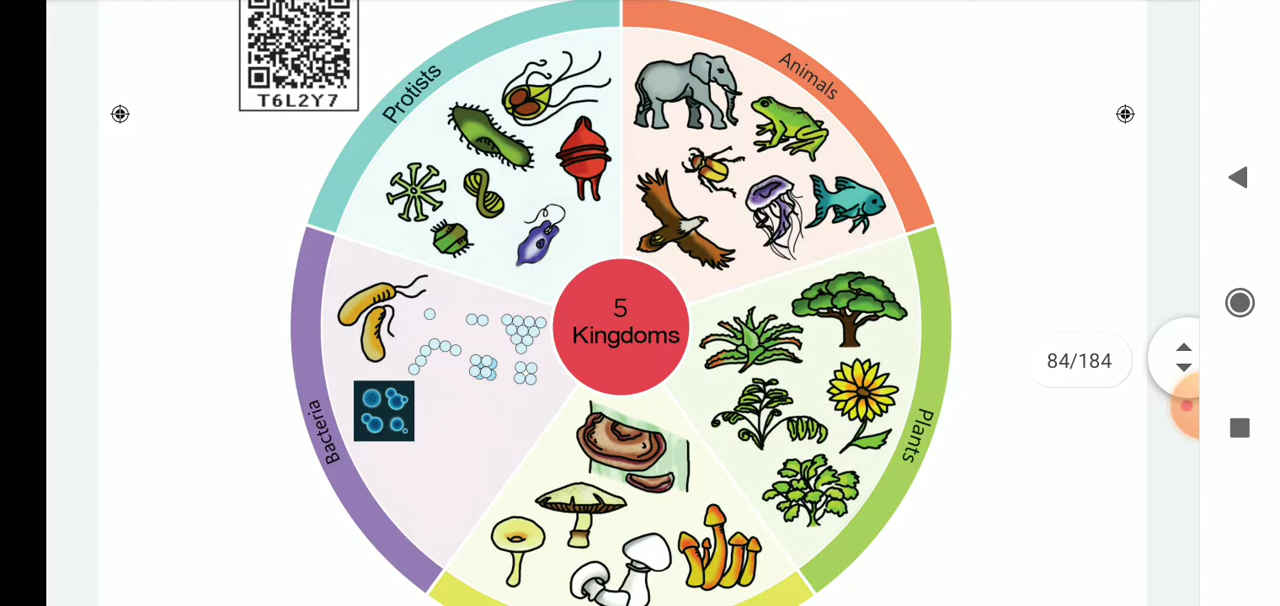 T6L2Y7
Protists
Animals
5
Kingdoms
84/184
Bacteria
Plants